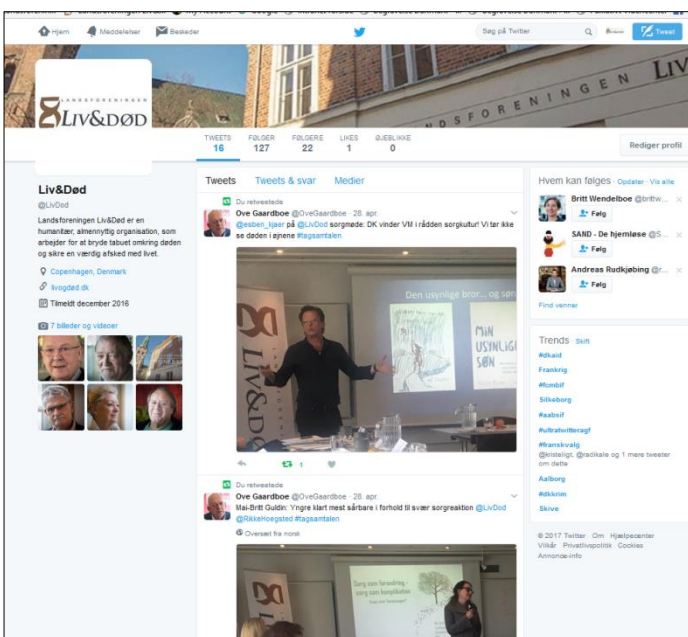 Hjem
Meddelelser
Beskeder
Søg på Twitter
Tweet
LANDSFORENINGEN LIV
LANDSFORENINGEN
LIV&DØD
TWEETS
16
FØLGER
127
FØLGERE
22
LIKES
1
ØJEBLIKKE
0
Rediger profil
Liv&Død
@LivDod
Landsforeningen Liv&Død er en
humanitær, almennyttig organisation, som
arbejder for at bryde tabuet omkring døden
og sikre en værdig afsked med livet.
Copenhagen, Denmark
livogdød.dk
Tilmeldt december 2016
7 billeder og videoer
Tweets Tweets & svar Medier
Du retweetede
Ove Gaardboe @OveGaardboe · 28. apr.
@esben_kjaer på @LivDod sorgmøde: DK vinder VM i rådden sorgkultur! Vi tør ikke
se døden i øjnene #tagsamtalen
Den usynlige bror... og søn
MIN
USYNLIGE
SØN
LIV&DØD
1
Du retweetede
Ove Gaardboe @OveGaardboe · 28. apr.
Mai-Britt Guldin: Yngre klart mest sårbare i forhold til svær sorgreaktion @LivDod
@RikkeHoegsted #tagsamtalen
Oversæt fra norsk
Sorg som forandring -
sorg som komplikation
Hvem kan følges · Opdater · Vis alle
Britt Wendelboe @brittw...
Følg
SAND - De hjemløse @S...
Følg
Andreas Rudkjøbing @r...
Følg
Find venner
Trends Skift
#dkaid
Frankrig
#fcmbif
Silkeborg
#aabsif
#ultratwitteragf
#franskvalg
@kristeligt, @radikale og 1 mere tweeter
om dette
Aalborg
#dkkrim
Skive
© 2017 Twitter Om Hjælpecenter
Vilkår Privatlivspolitik Cookies
Annonce-info